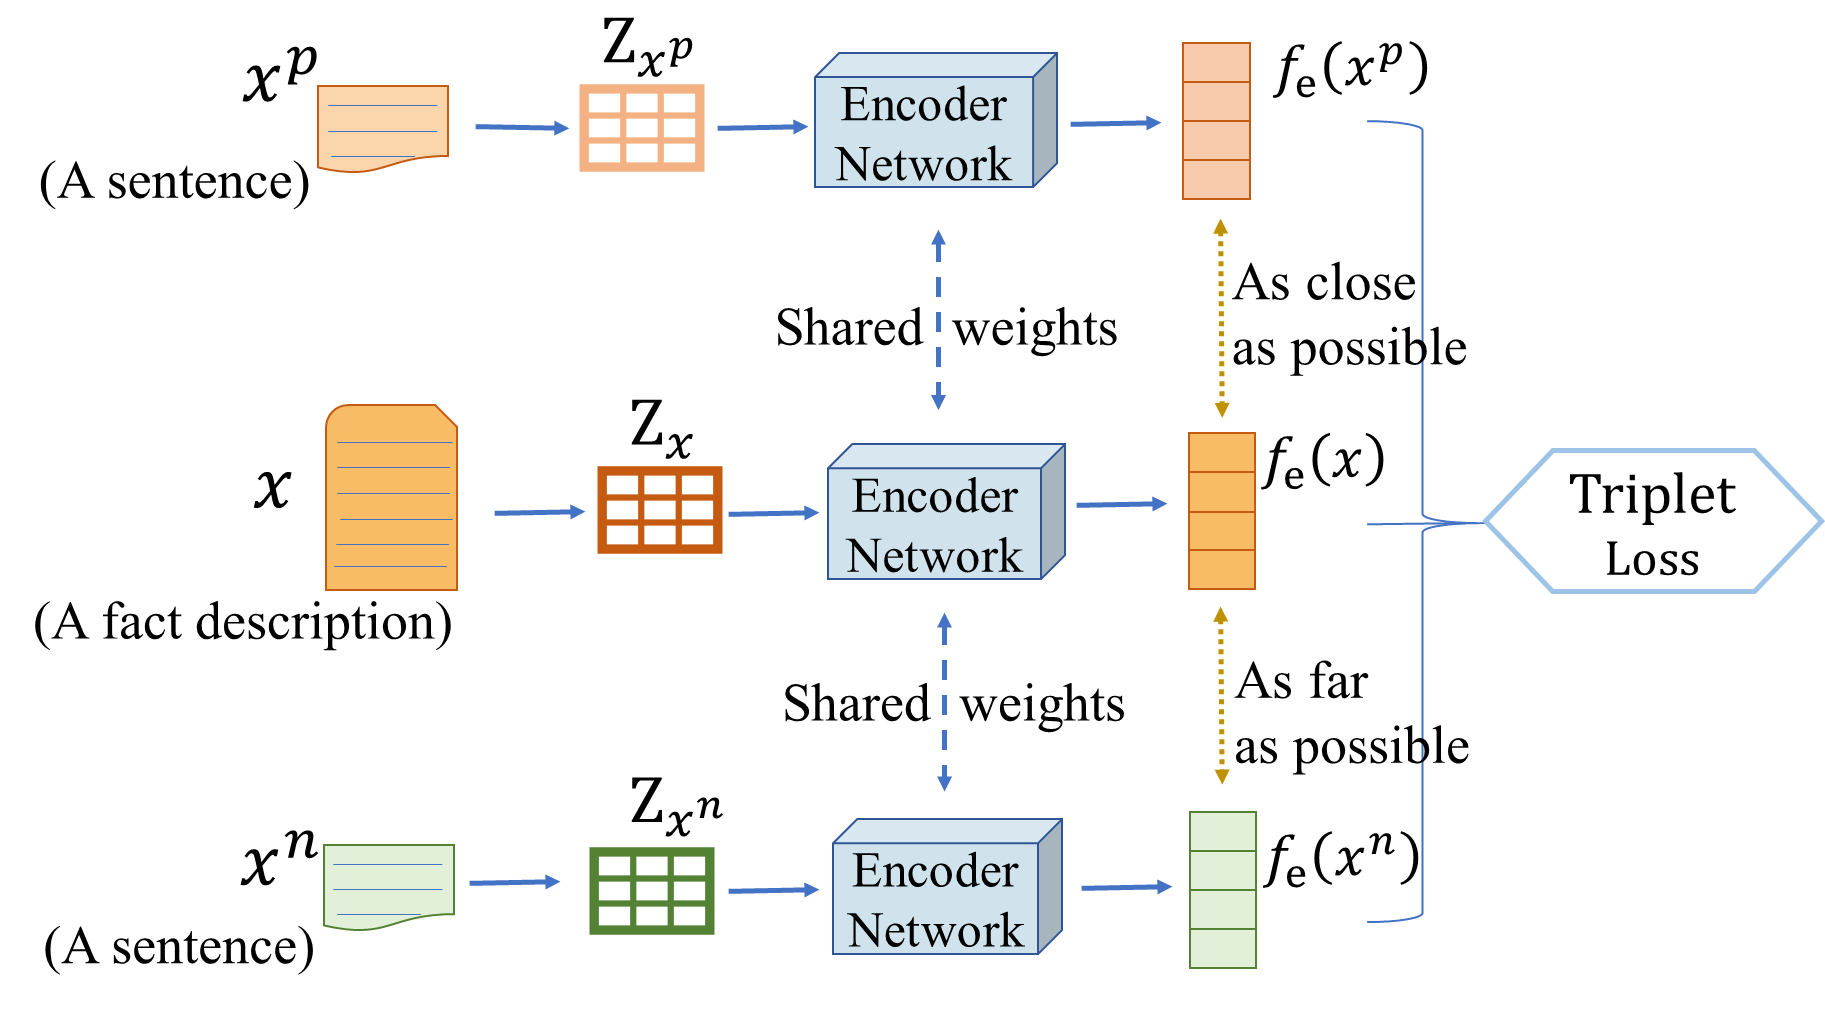 x^p
(A sentence)
Z_{x^p}
Encoder
Network
f_e(x^p)
Shared weights
As close
as possible
x
(A fact description)
Z_x
Encoder
Network
f_e(x)
Triplet
Loss
Shared weights
As far
as possible
x^n
(A sentence)
Z_{x^n}
Encoder
Network
f_e(x^n)